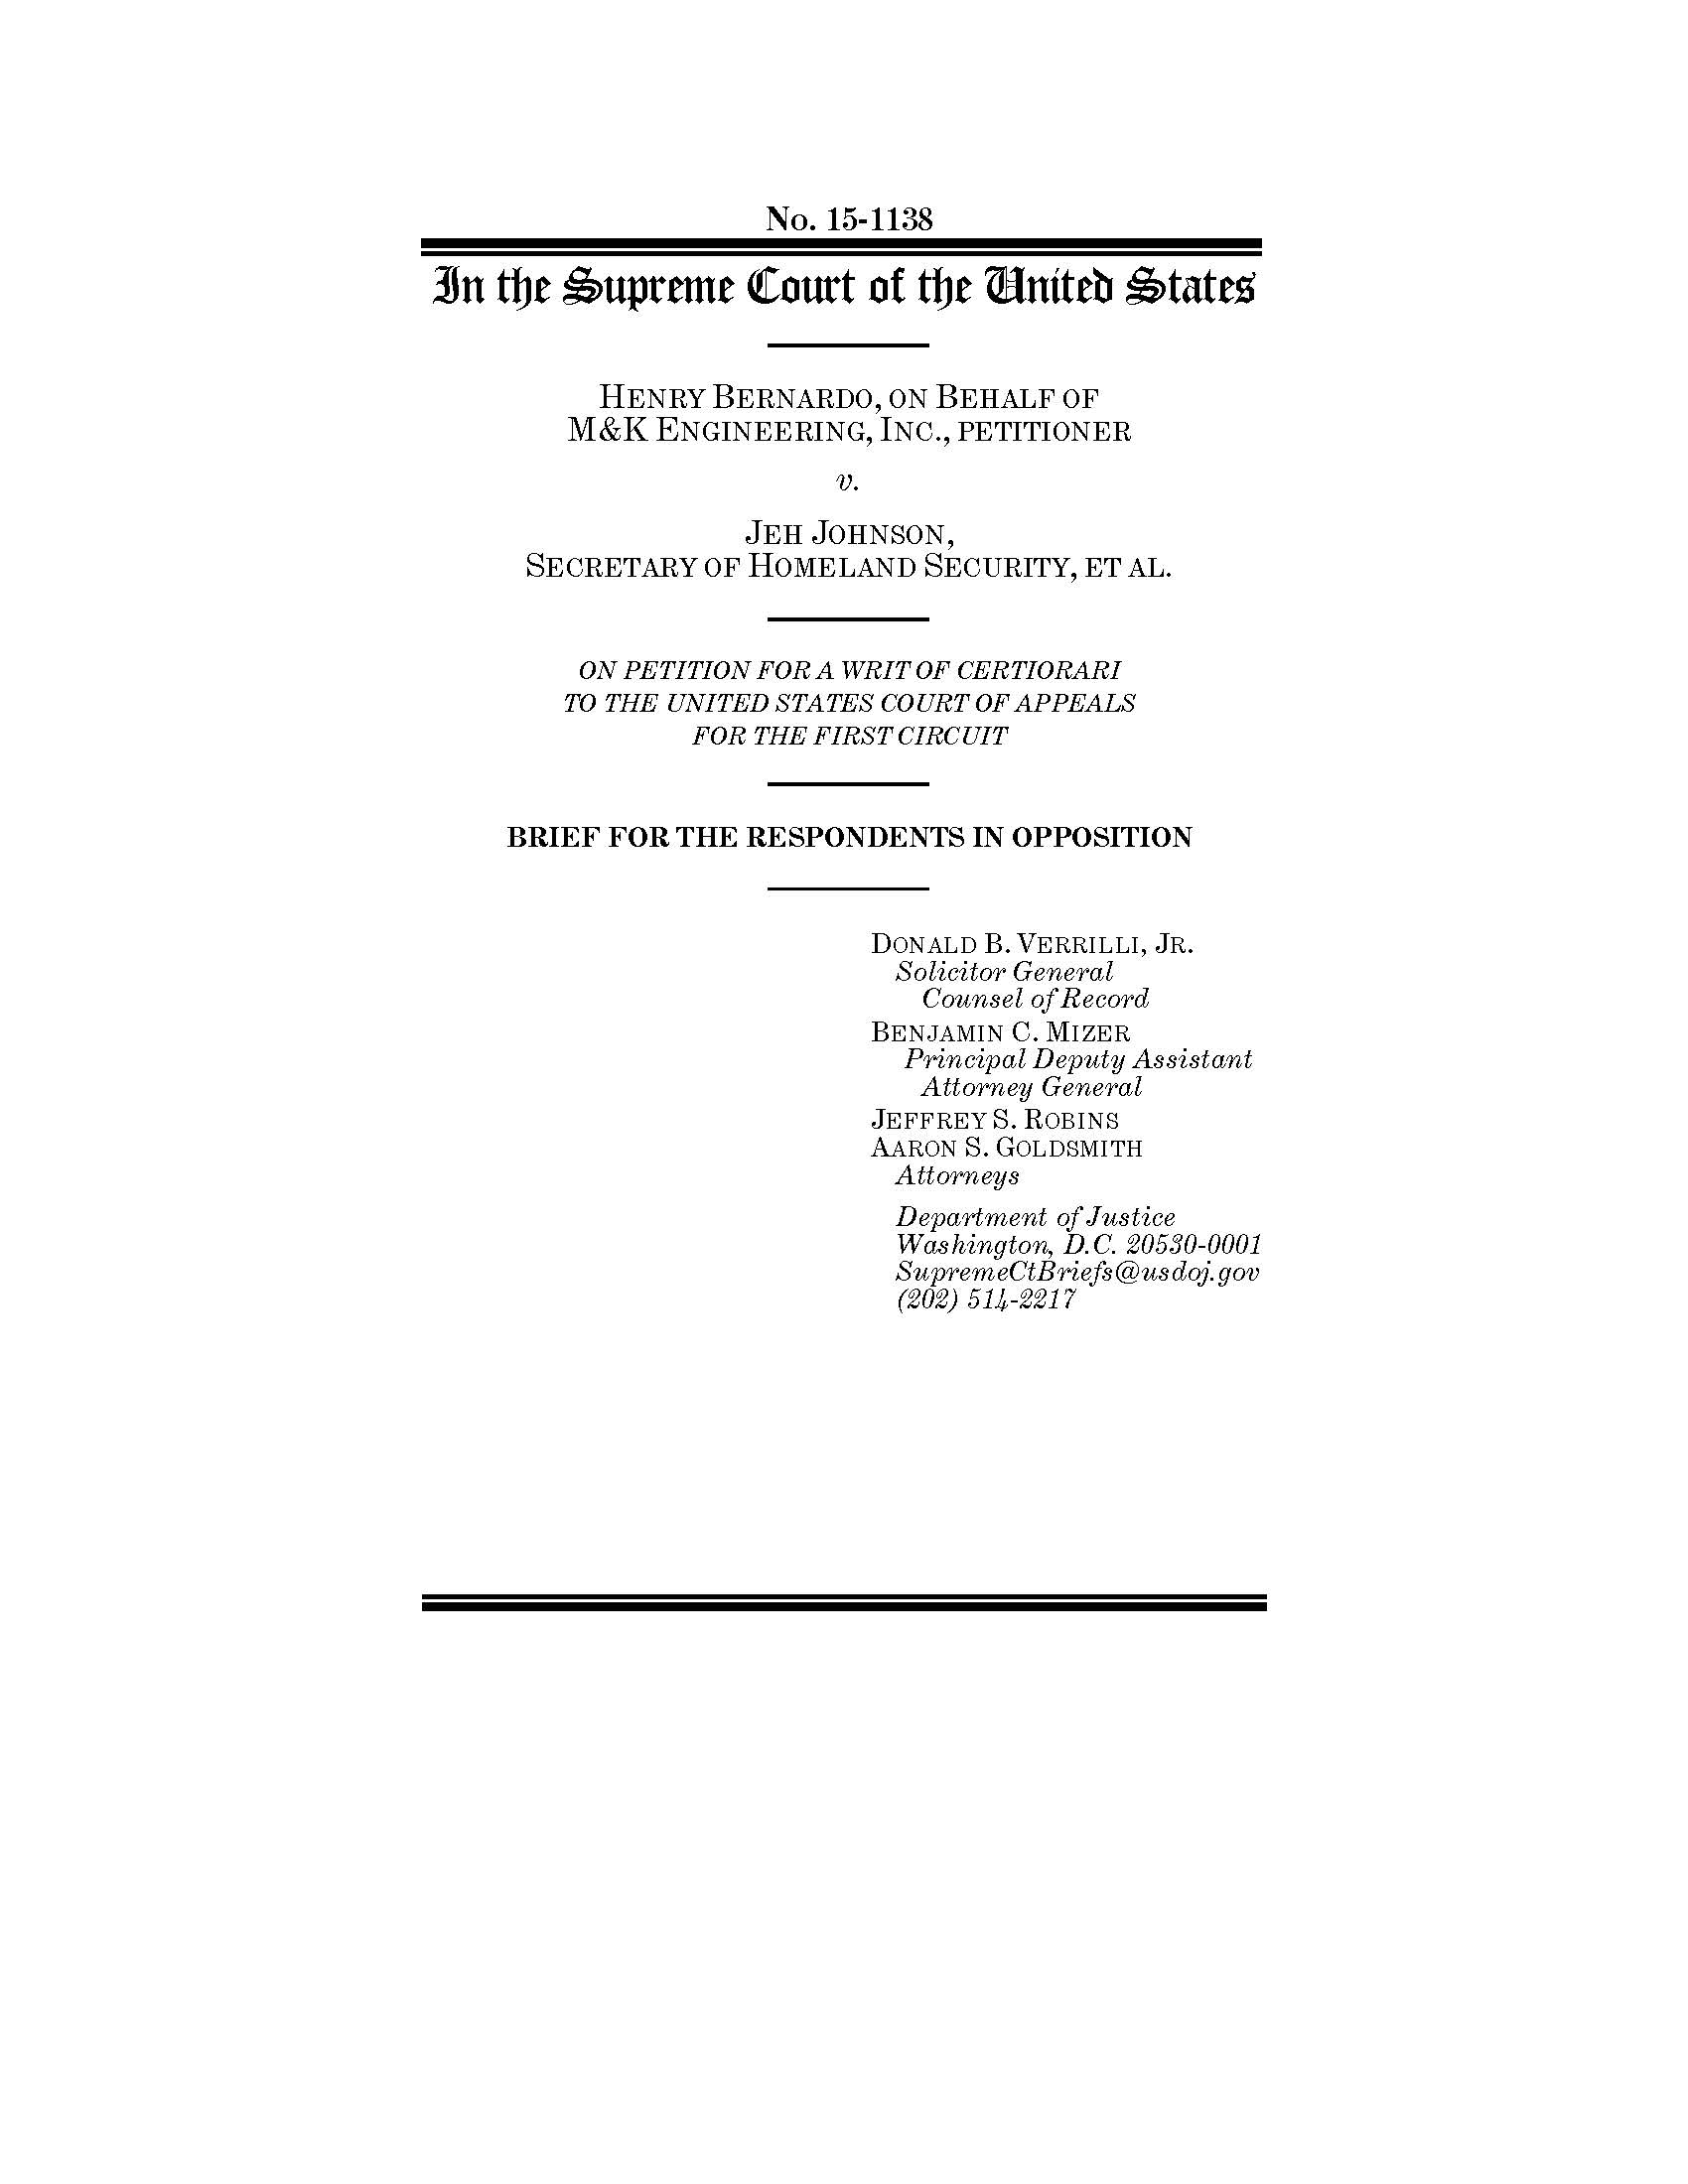 No. 15-1138
In the Supreme Court of the United States
HENRY BERNARDO, ON BEHALF OF
M&K ENGINEERING, INC., PETITIONER
v.
JEH JOHNSON,
SECRETARY OF HOMELAND SECURITY, ET AL.
ON PETITION FOR A WRIT OF CERTIORARI
TO THE UNITED STATES COURT OF APPEALS
FOR THE FIRST CIRCUIT
BRIEF FOR THE RESPONDENTS IN OPPOSITION
DONALD B. VERRILLI, JR.
Solicitor General
Counsel of Record
BENJAMIN C. MIZER
Principal Deputy Assistant
Attorney General
JEFFREY S. ROBINS
AARON S. GOLDSMITH
Attorneys
Department of Justice
Washington, D.C. 20530-0001
SupremeCtBriefs@usdoj.gov
(202) 514-2217